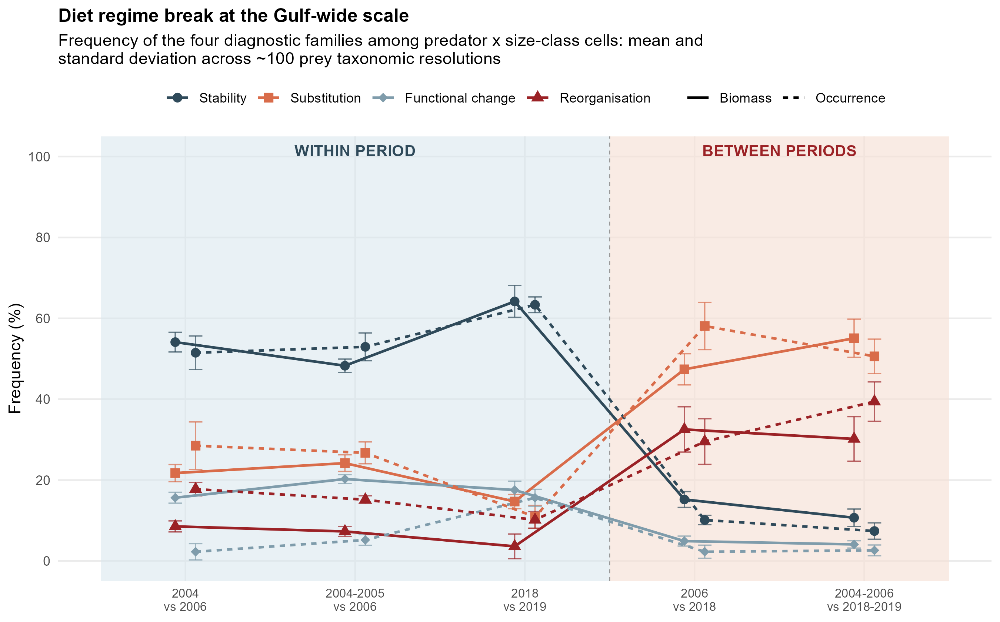 Diet regime break at the Gulf-wide scale
Frequency of the four diagnostic families among predator x size-class cells: mean and
standard deviation across ~100 prey taxonomic resolutions
Stability Substitution Functional change Reorganisation Biomass Occurrence
WITHIN PERIOD BETWEEN PERIODS
100
80
60
40
20
0
Frequency (%)
2004 2004-2005 2018 2006 2004-2006
vs 2006 vs 2006 vs 2019 vs 2018 vs 2018-2019